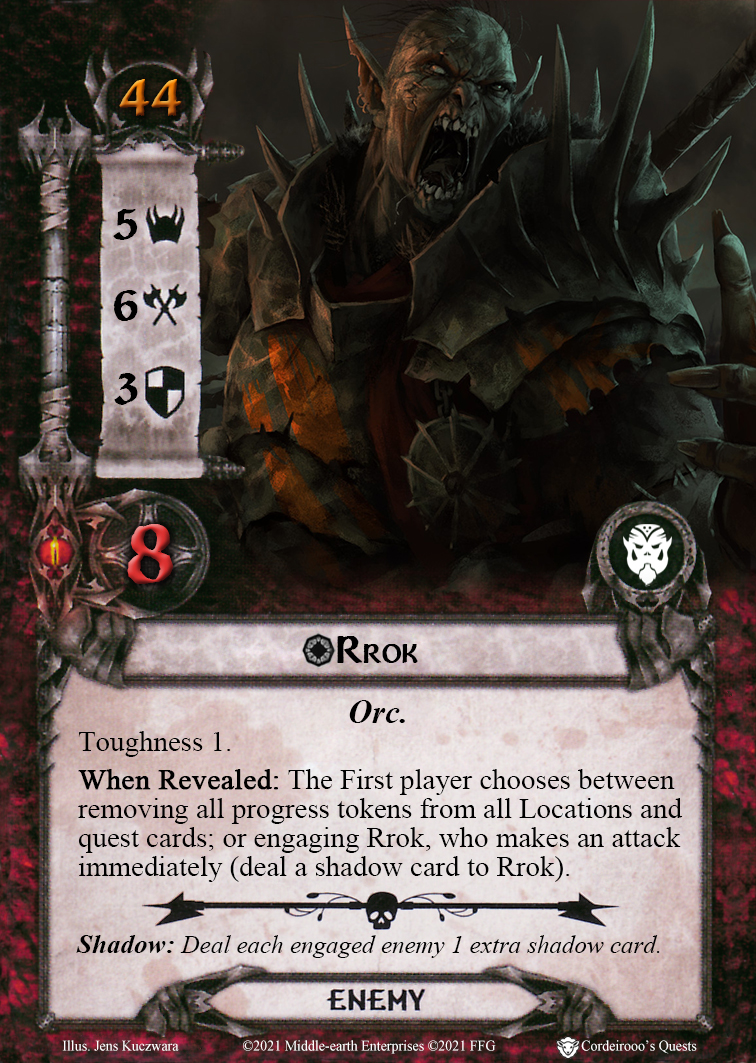 44
5
6
3
8
Rrok
Orc.
Toughness 1.
When Revealed: The First player chooses between
removing all progress tokens from all Locations and
quest cards; or engaging Rrok, who makes an attack
immediately (deal a shadow card to Rrok).
Shadow: Deal each engaged enemy 1 extra shadow card.
ENEMY
Illus. Jens Kuczwara ©2021 Middle-earth Enterprises ©2021 FFG Cordeirooo's Quests